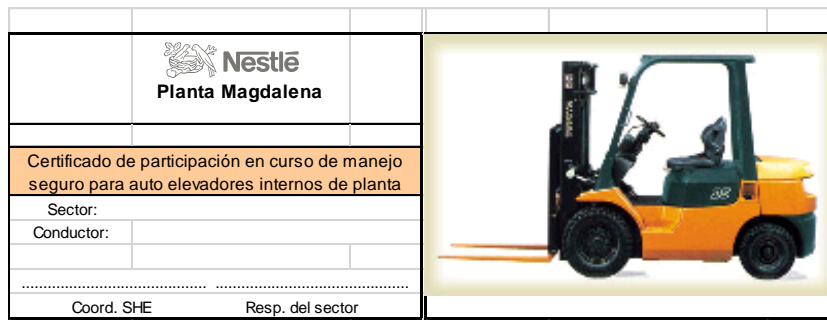 Nestlé
Planta Magdalena
Certificado de participación en curso de manejo
seguro para auto elevadores internos de planta
Sector:
Conductor:
............................................ ..............................................
Coord. SHE Resp. del sector